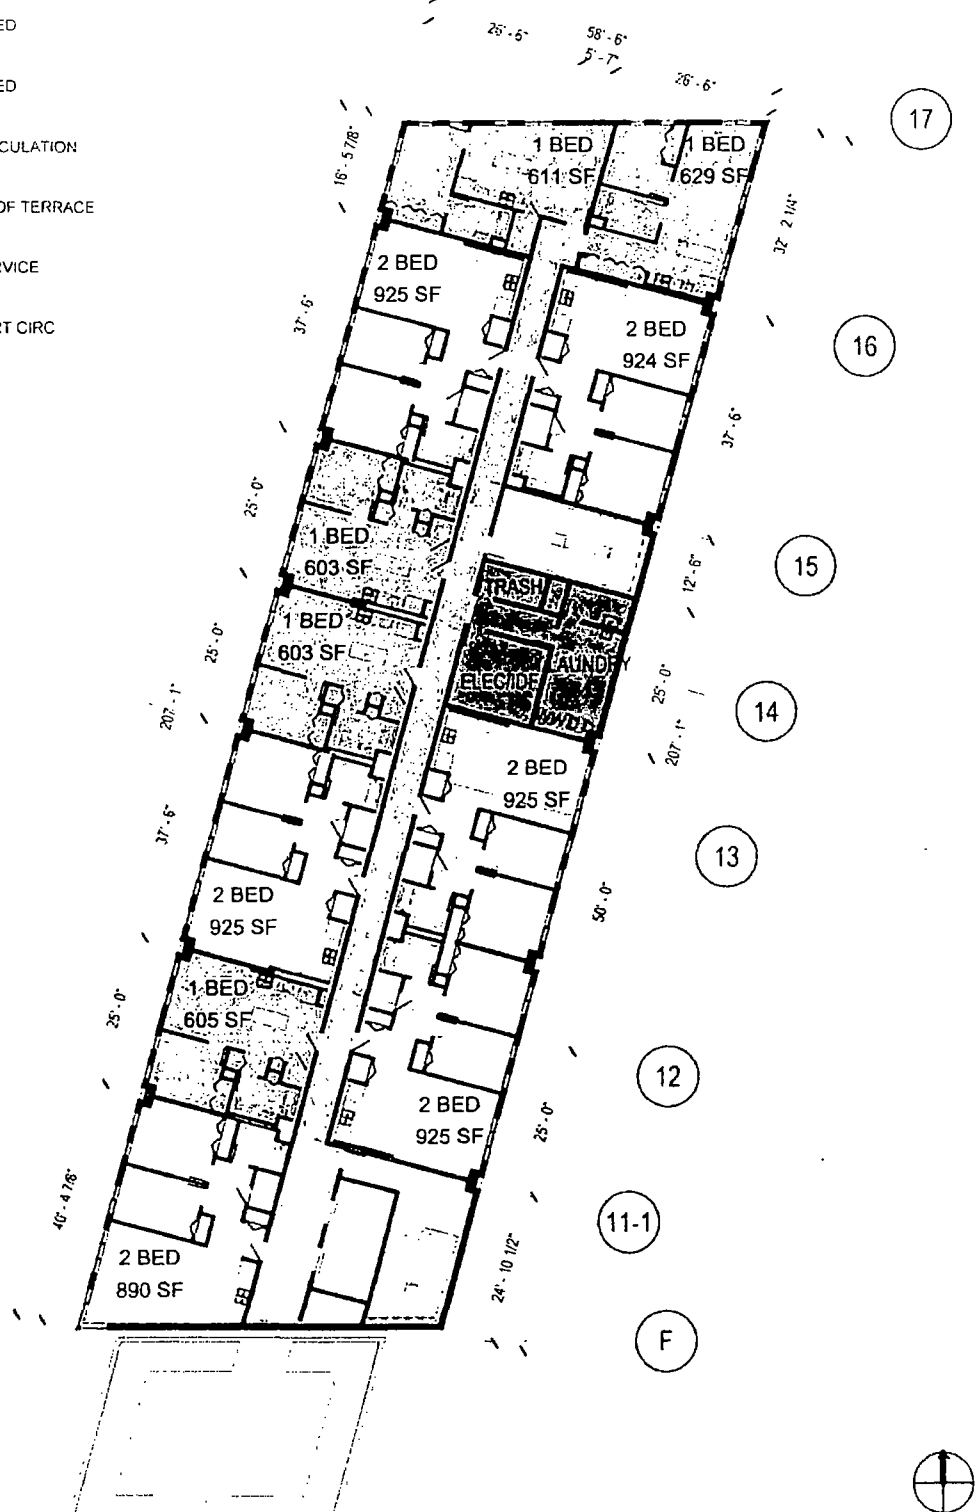 ED
ED
CULATION
OF TERRACE
RVICE
RT CIRC
58'-6"
5'-7"
26'-6"
16'-5 7/8"
1 BED
611 SF
1 BED
629 SF
17
32' 2 1/4"
2 BED
925 SF
37'-6"
2 BED
924 SF
16
37'-6"
25'-0"
1 BED
603 SF
TRASH
12'-6"
15
1 BED
603 SF
25'-0"
LAUNDRY
25'-0"
207'-1"
207'-1"
14
2 BED
925 SF
37'-6"
13
2 BED
925 SF
50'-0"
1 BED
605 SF
25'-0"
12
2 BED
925 SF
25'-0"
40'-4 7/8"
11-1
2 BED
890 SF
24'-10 1/2"
F